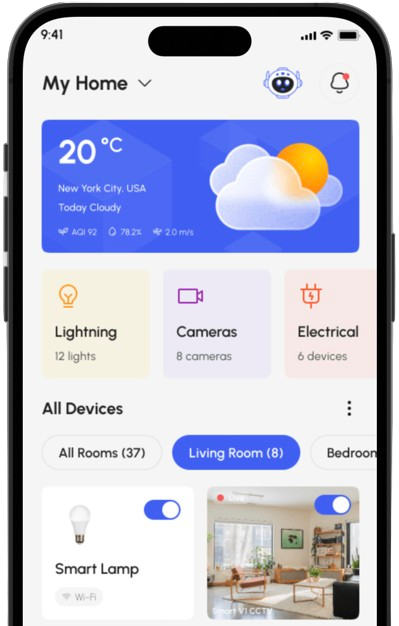 9:41
My Home
20 °C
New York City, USA
Today Cloudy
AQI 92 78.2% 2.0 m/s
Lightning
12 lights
Cameras
8 cameras
Electrical
6 devices
All Devices
All Rooms (37)
Living Room (8)
Bedroom
Live
Smart Lamp
Wi-Fi
Smart V1 CCTV